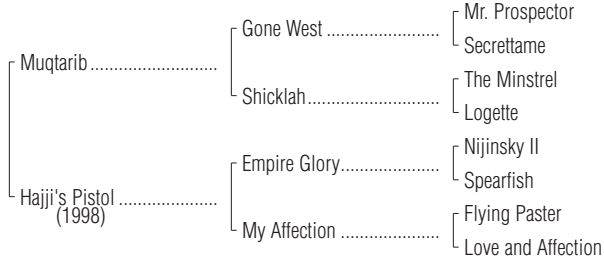 Mr. Prospector
Gone West
Secrettame
Muqtarib
The Minstrel
Shicklah
Logette
Nijinsky II
Empire Glory
Spearfish
Hajji's Pistol
(1998)
Flying Paster
My Affection
Love and Affection